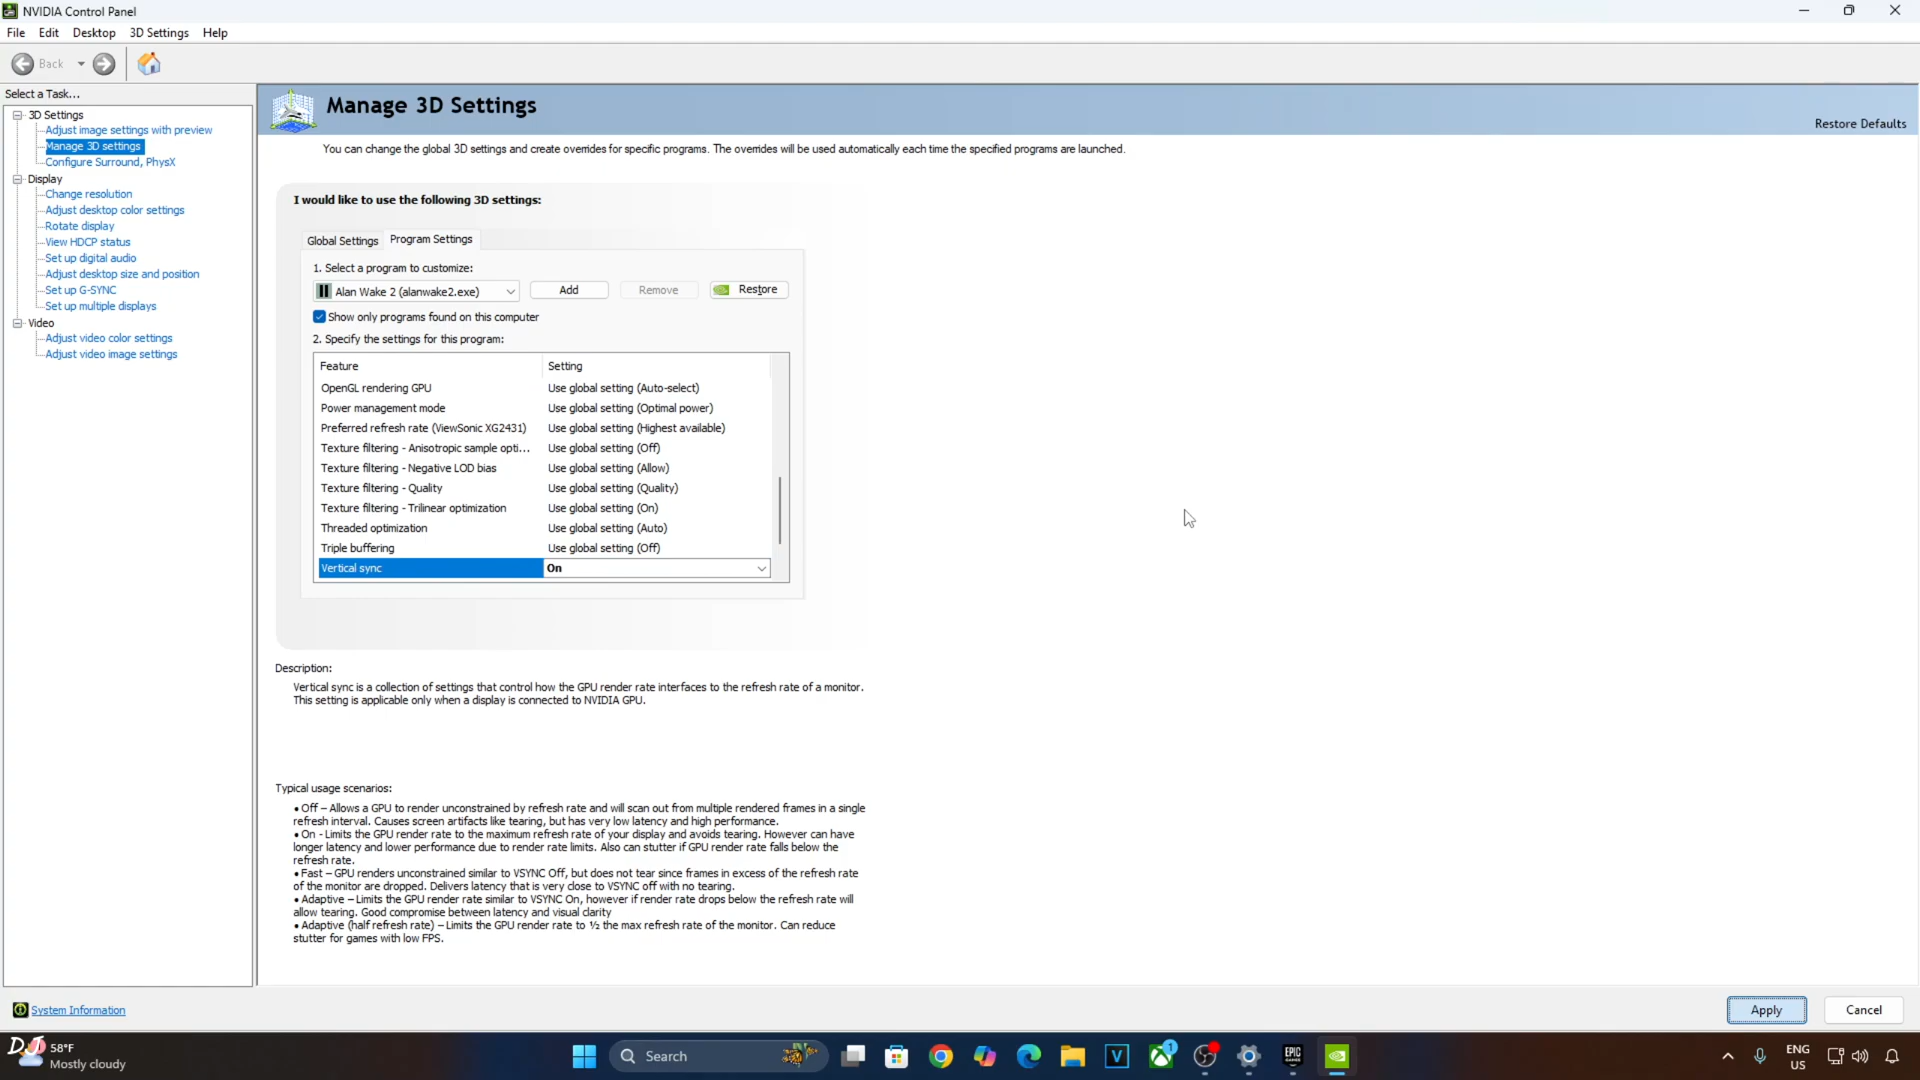 NVIDIA Control Panel
File Edit Desktop 3D Settings Help
Back
Select a Task...
3D Settings
Adjust image settings with preview
Manage 3D settings
Configure Surround, PhysX
Display
Change resolution
Adjust desktop color settings
Rotate display
View HDCP status
Set up digital audio
Adjust desktop size and position
Set up G-SYNC
Set up multiple displays
Video
Adjust video color settings
Adjust video image settings
System Information
Manage 3D Settings
Restore Defaults
You can change the global 3D settings and create overrides for specific programs. The overrides will be used automatically each time the specified programs are launched.
I would like to use the following 3D settings:
Global Settings Program Settings
1. Select a program to customize:
Alan Wake 2 (alanwake2.exe) Add Remove Restore
Show only programs found on this computer
2. Specify the settings for this program:
Feature Setting
OpenGL rendering GPU Use global setting (Auto-select)
Power management mode Use global setting (Optimal power)
Preferred refresh rate (ViewSonic XG2431) Use global setting (Highest available)
Texture filtering - Anisotropic sample opti... Use global setting (Off)
Texture filtering - Negative LOD bias Use global setting (Allow)
Texture filtering - Quality Use global setting (Quality)
Texture filtering - Trilinear optimization Use global setting (On)
Threaded optimization Use global setting (Auto)
Triple buffering Use global setting (Off)
Vertical sync On
Description:
Vertical sync is a collection of settings that control how the GPU render rate interfaces to the refresh rate of a monitor.
This setting is applicable only when a display is connected to NVIDIA GPU.
Typical usage scenarios:
• Off – Allows a GPU to render unconstrained by refresh rate and will scan out from multiple rendered frames in a single
refresh interval. Causes screen artifacts like tearing, but has very low latency and high performance.
• On - Limits the GPU render rate to the maximum refresh rate of your display and avoids tearing. However can have
longer latency and lower performance due to render rate limits. Also can stutter if GPU render rate falls below the
refresh rate.
• Fast – GPU renders unconstrained similar to VSYNC Off, but does not tear since frames in excess of the refresh rate
of the monitor are dropped. Delivers latency that is very close to VSYNC off with no tearing.
• Adaptive – Limits the GPU render rate similar to VSYNC On, however if render rate drops below the refresh rate will
allow tearing. Good compromise between latency and visual clarity
• Adaptive (half refresh rate) – Limits the GPU render rate to ½ the max refresh rate of the monitor. Can reduce
stutter for games with low FPS.
Apply Cancel
DJ
58°F
Mostly cloudy
Search
V
1
EPIC
GAMES
ENG
US